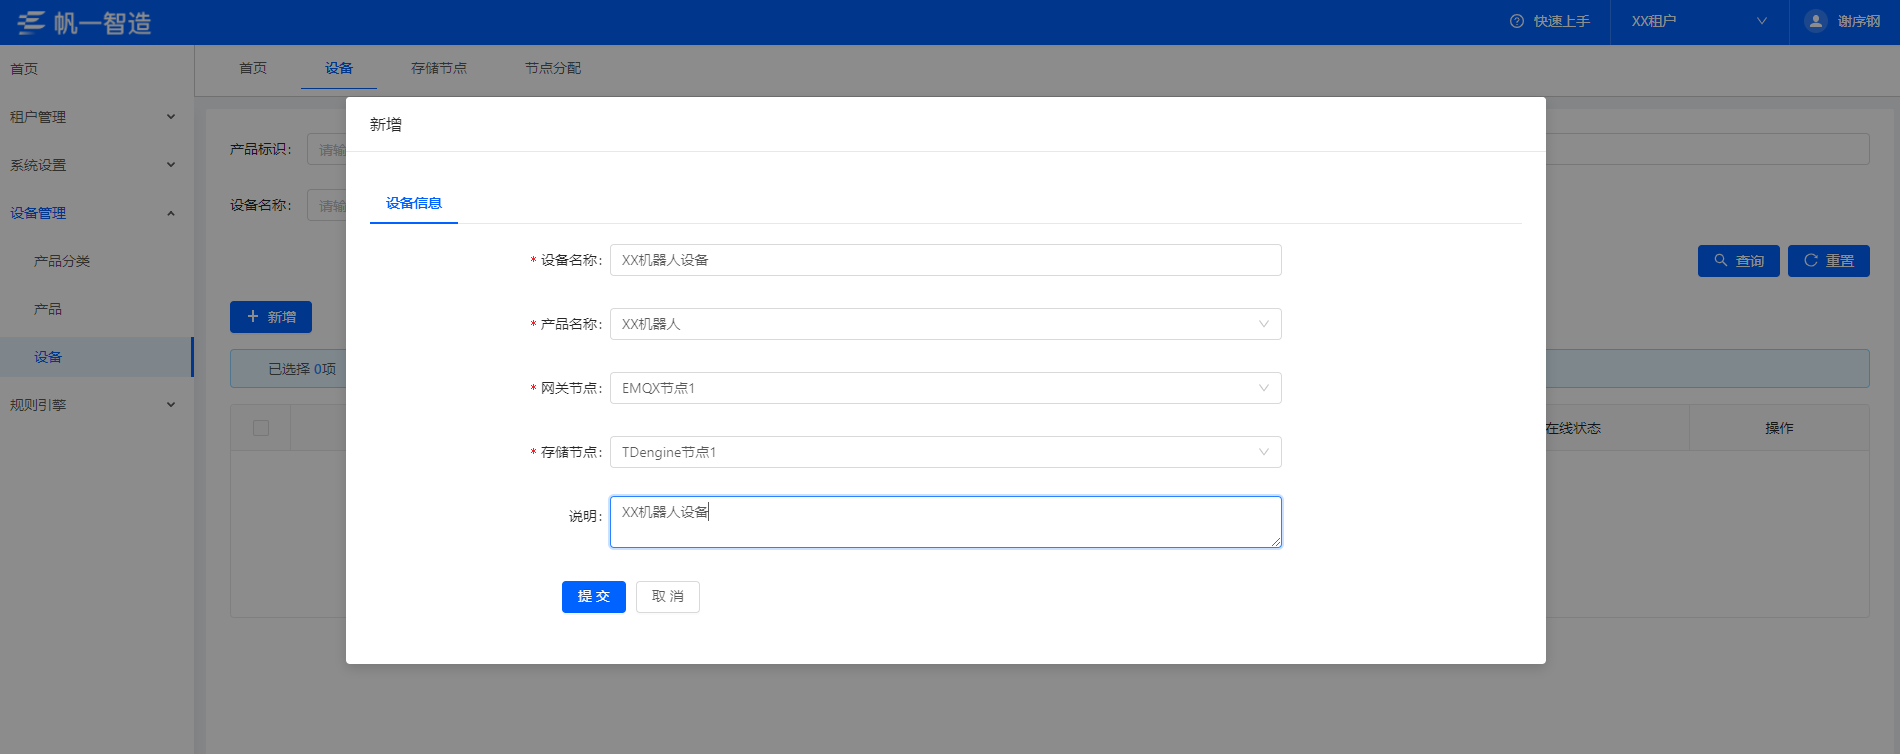 帆一智造
快速上手
XX租户
谢序钢
首页
租户管理
系统设置
设备管理
产品分类
产品
设备
规则引擎
首页
设备
存储节点
节点分配
产品标识:
请输
设备名称:
请输
查询
重置
新增
已选择 0项
在线状态
操作
新增
设备信息
* 设备名称: XX机器人设备
* 产品名称: XX机器人
* 网关节点: EMQX节点1
* 存储节点: TDengine节点1
说明: XX机器人设备
提 交
取 消